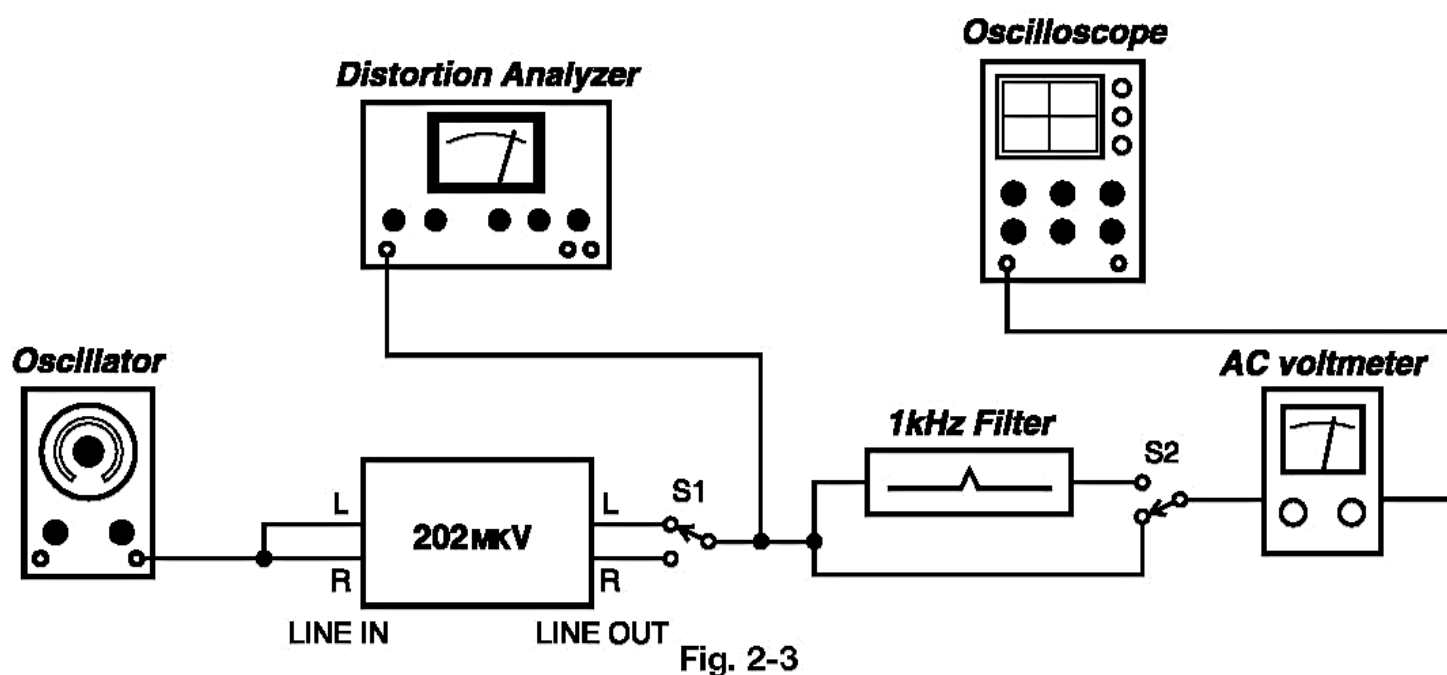 Oscilloscope
Distortion Analyzer
Oscillator
AC voltmeter
1kHz Filter
S2
S1
L
L
202MKV
R
R
LINE IN
LINE OUT
Fig. 2-3